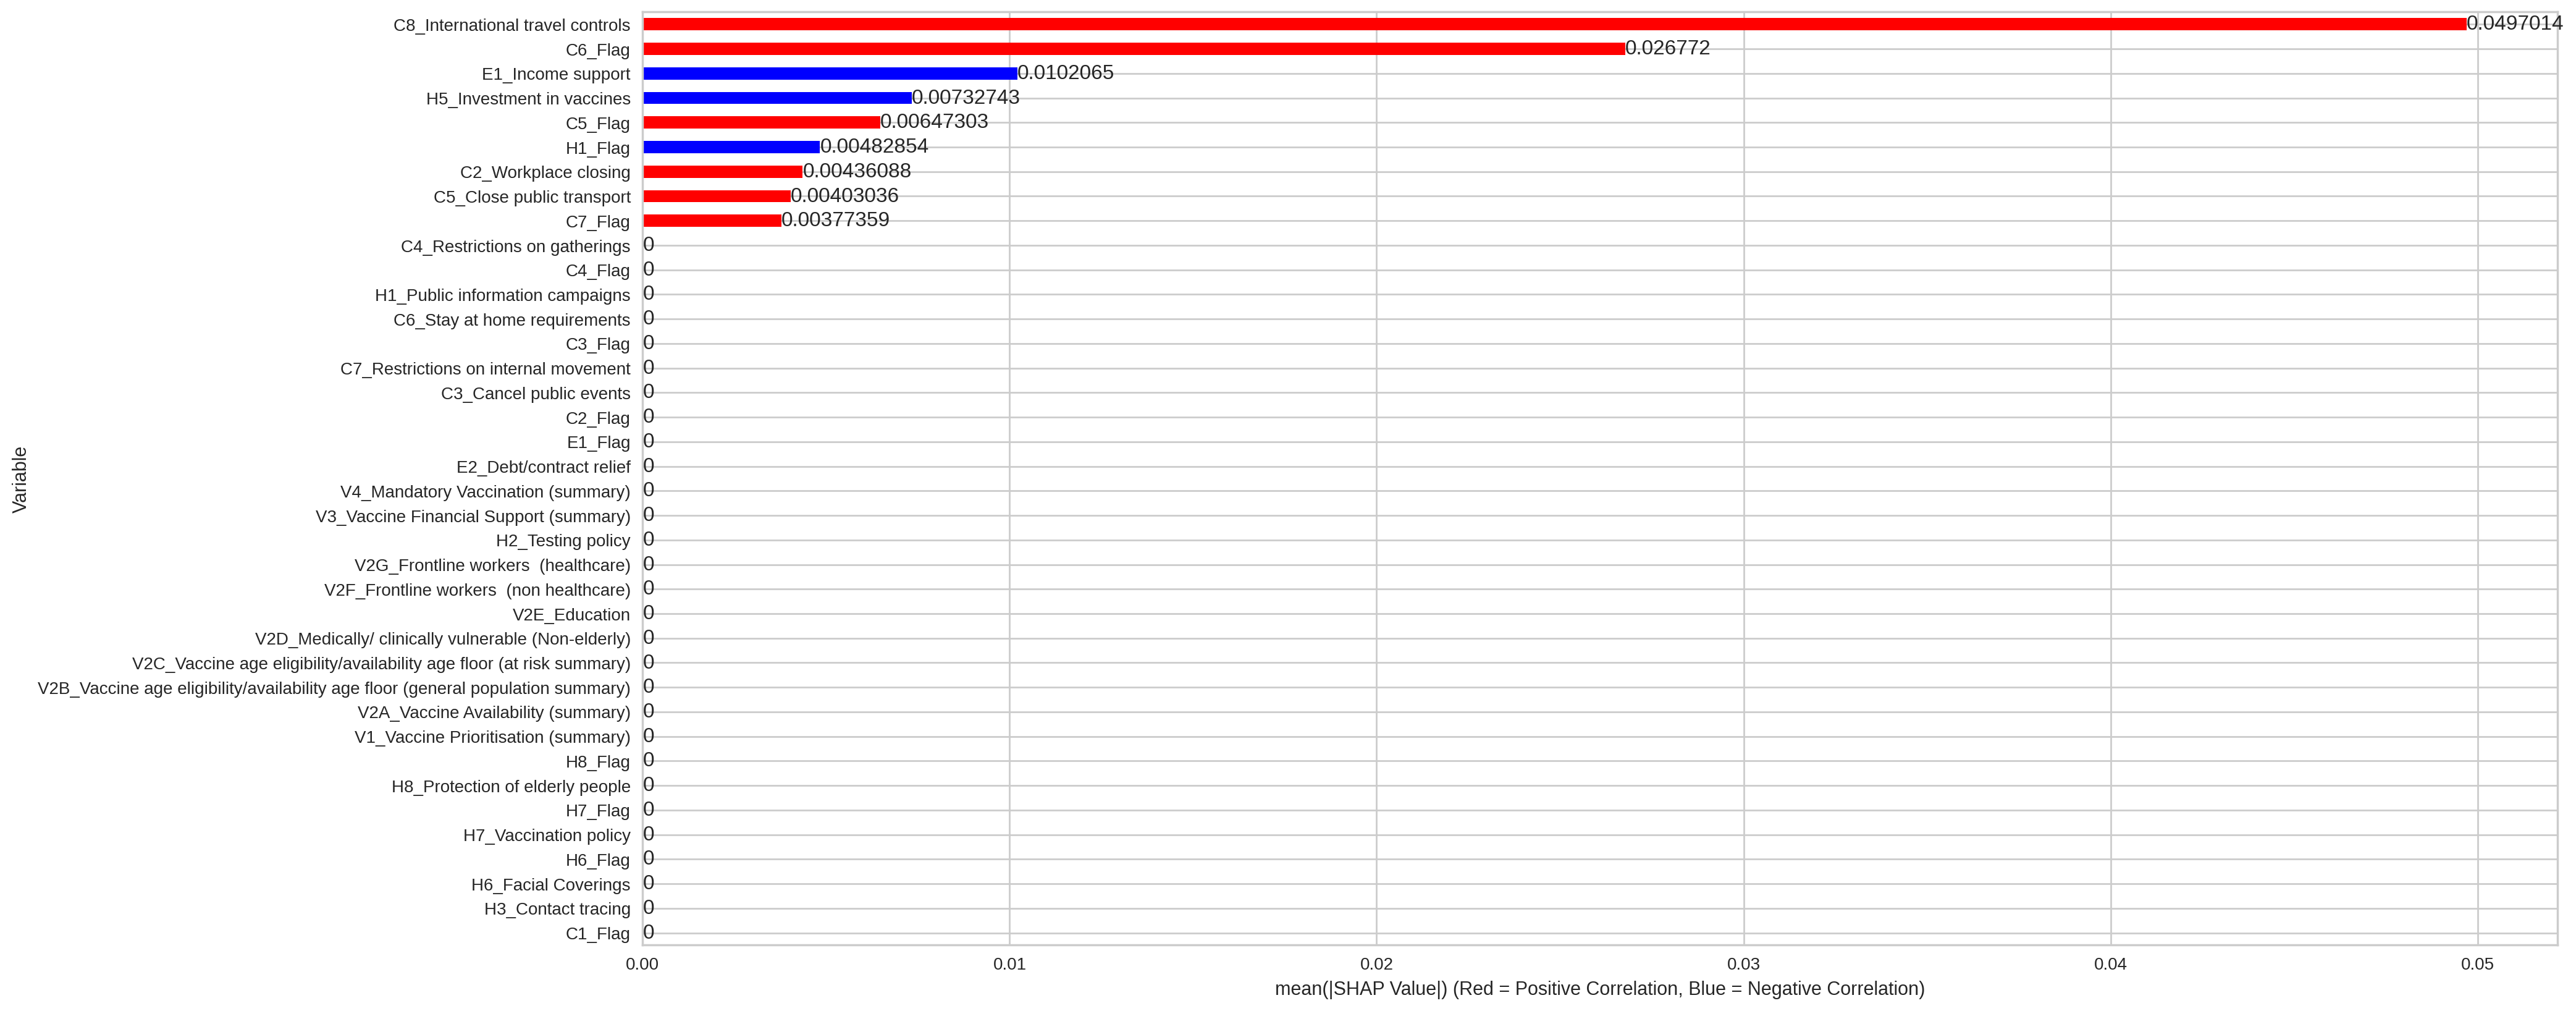 C8_International travel controls 0.0497014
C6_Flag 0.026772
E1_Income support 0.0102065
H5_Investment in vaccines 0.00732743
C5_Flag 0.00647303
H1_Flag 0.00482854
C2_Workplace closing 0.00436088
C5_Close public transport 0.00403036
C7_Flag 0.00377359
C4_Restrictions on gatherings 0
C4_Flag 0
H1_Public information campaigns 0
C6_Stay at home requirements 0
C3_Flag 0
C7_Restrictions on internal movement 0
C3_Cancel public events 0
C2_Flag 0
E1_Flag 0
E2_Debt/contract relief 0
V4_Mandatory Vaccination (summary) 0
V3_Vaccine Financial Support (summary) 0
H2_Testing policy 0
V2G_Frontline workers  (healthcare) 0
V2F_Frontline workers  (non healthcare) 0
V2E_Education 0
V2D_Medically/ clinically vulnerable (Non-elderly) 0
V2C_Vaccine age eligibility/availability age floor (at risk summary) 0
V2B_Vaccine age eligibility/availability age floor (general population summary) 0
V2A_Vaccine Availability (summary) 0
V1_Vaccine Prioritisation (summary) 0
H8_Flag 0
H8_Protection of elderly people 0
H7_Flag 0
H7_Vaccination policy 0
H6_Flag 0
H6_Facial Coverings 0
H3_Contact tracing 0
C1_Flag 0
Variable
0.00 0.01 0.02 0.03 0.04 0.05
mean(|SHAP Value|) (Red = Positive Correlation, Blue = Negative Correlation)